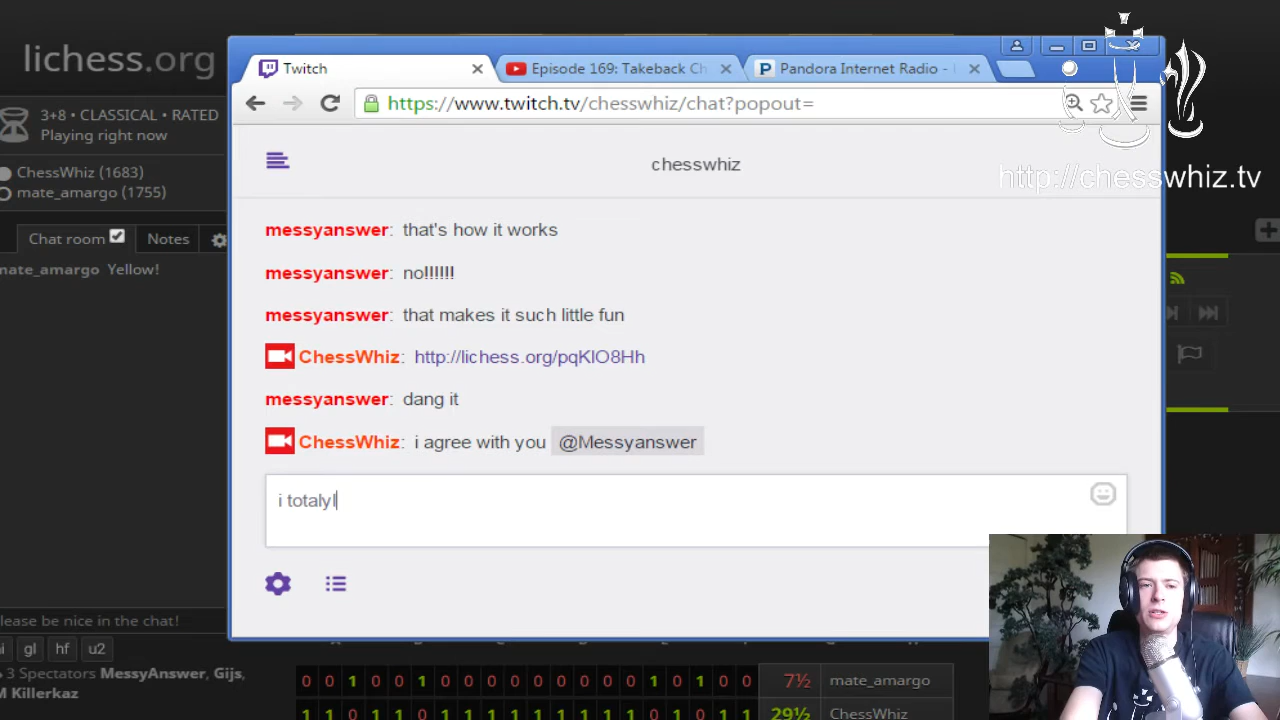 lichess.org
3+8 • CLASSICAL • RATED
Playing right now
ChessWhiz (1683)
mate_amargo (1755)
Chat room
Notes
mate_amargo Yellow!
lease be nice in the chat!
gl
hf
u2
3 Spectators MessyAnswer, Gijs,
M Killerkaz
Twitch
Episode 169: Takeback Ch
Pandora Internet Radio -
https://www.twitch.tv/chesswhiz/chat?popout=
chesswhiz
http://chesswhiz.tv
messyanswer: that's how it works
messyanswer: no!!!!!!
messyanswer: that makes it such little fun
ChessWhiz: http://lichess.org/pqKlO8Hh
messyanswer: dang it
ChessWhiz: i agree with you @Messyanswer
i totalyl
0 0 1 0 0 1 0 0 0 0 0 0 0 0 0 1 0 1 0 0 7½ mate_amargo
29½ ChessWhiz